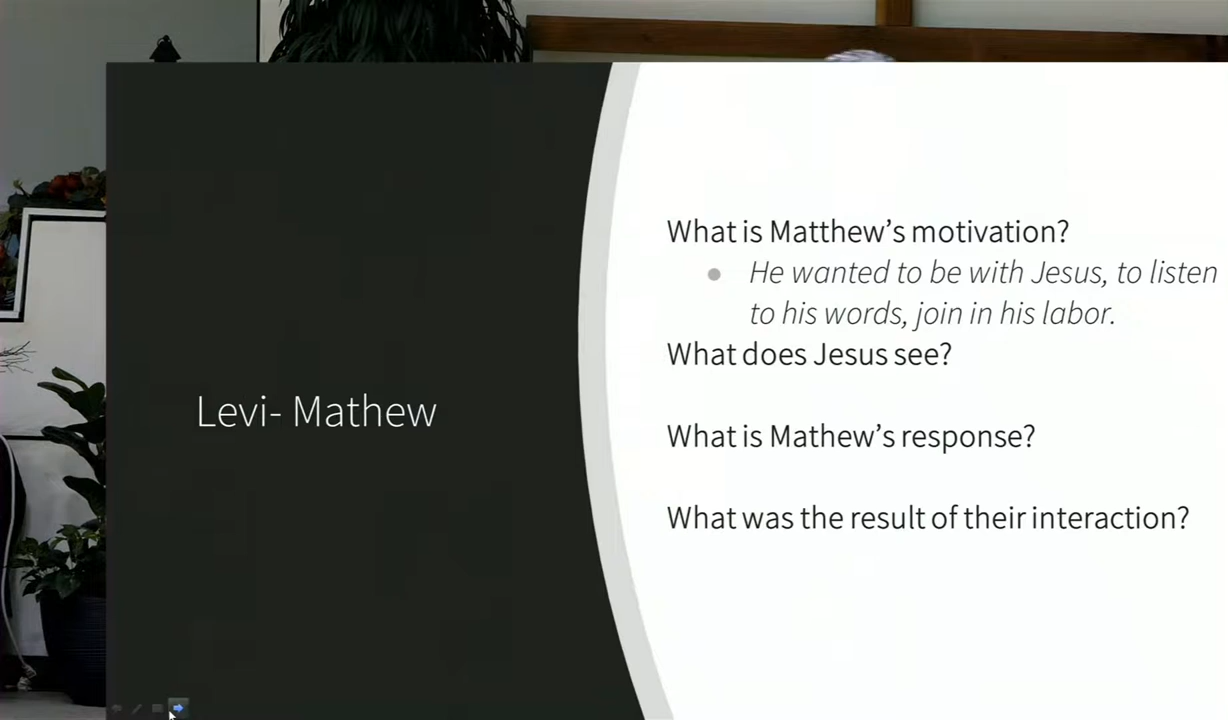 Levi- Mathew
What is Matthew’s motivation?
He wanted to be with Jesus, to listen
to his words, join in his labor.
What does Jesus see?
What is Mathew’s response?
What was the result of their interaction?